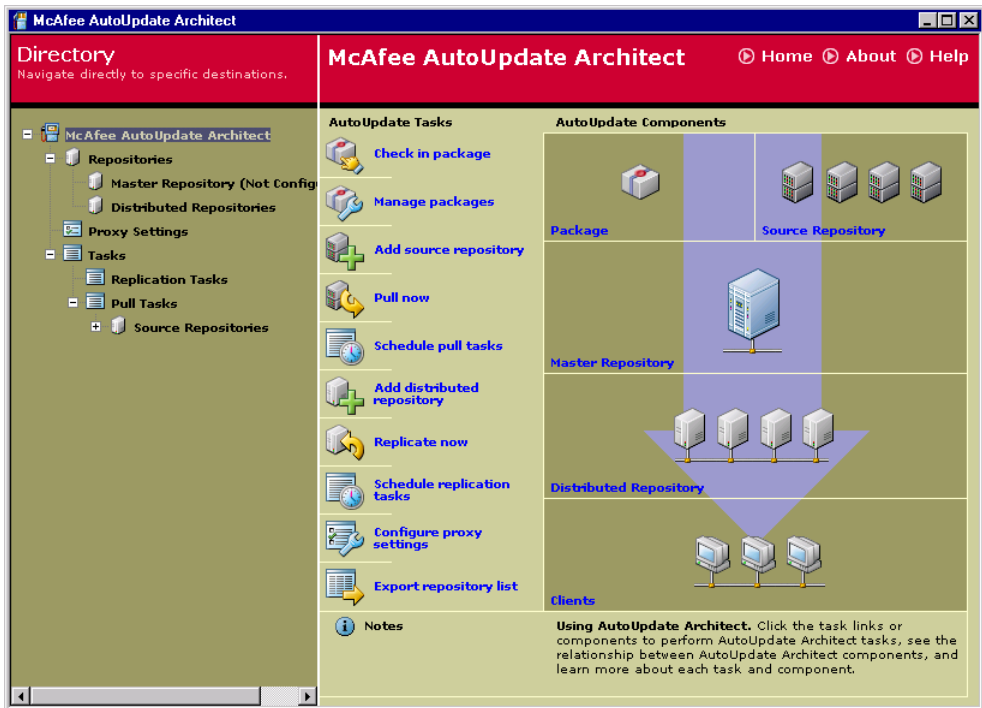 McAfee AutoUpdate Architect
Directory
Navigate directly to specific destinations.
McAfee AutoUpdate Architect
Home
About
Help
McAfee AutoUpdate Architect
Repositories
Master Repository (Not Config
Distributed Repositories
Proxy Settings
Tasks
Replication Tasks
Pull Tasks
Source Repositories
AutoUpdate Tasks
Check in package
Manage packages
Add source repository
Pull now
Schedule pull tasks
Add distributed
repository
Replicate now
Schedule replication
tasks
Configure proxy
settings
Export repository list
AutoUpdate Components
Package
Source Repository
Master Repository
Distributed Repository
Clients
Notes
Using AutoUpdate Architect. Click the task links or
components to perform AutoUpdate Architect tasks, see the
relationship between AutoUpdate Architect components, and
learn more about each task and component.